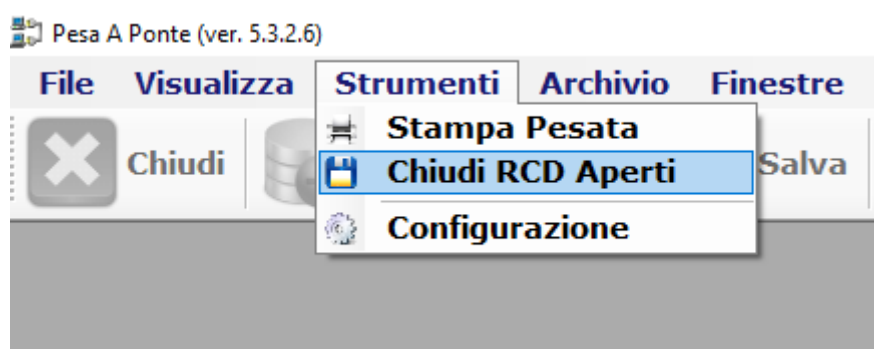 Pesa A Ponte (ver. 5.3.2.6)
File Visualizza Strumenti Archivio Finestre
Chiudi Salva
Stampa Pesata
Chiudi RCD Aperti
Configurazione